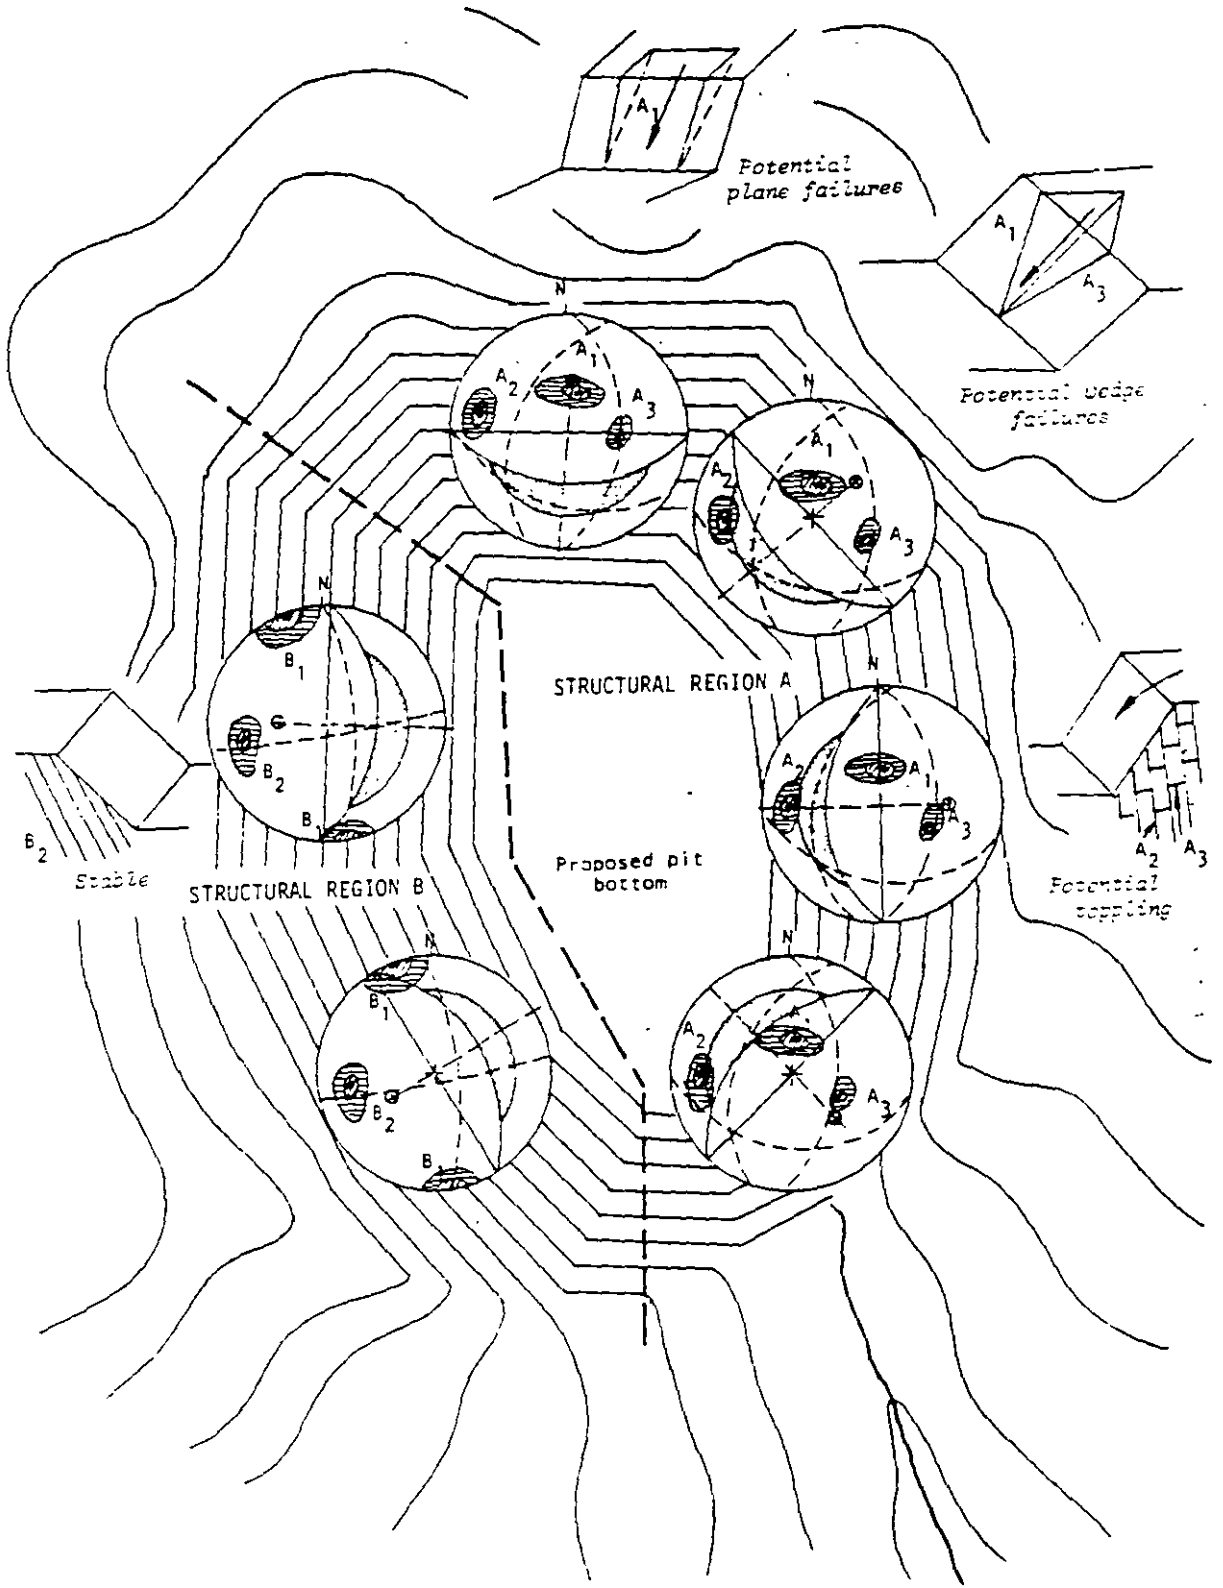 A1
Potential
plane failures
A1
A3
Potential wedge
failures
N
A1
A2
A3
N
A1
A2
A3
N
B1
B2
B1
STRUCTURAL REGION A
N
A2
A1
A3
A2 A3
Potential
toppling
B2
Stable
STRUCTURAL REGION B
Proposed pit
bottom
N
B1
B2
B1
N
A2
A
A3